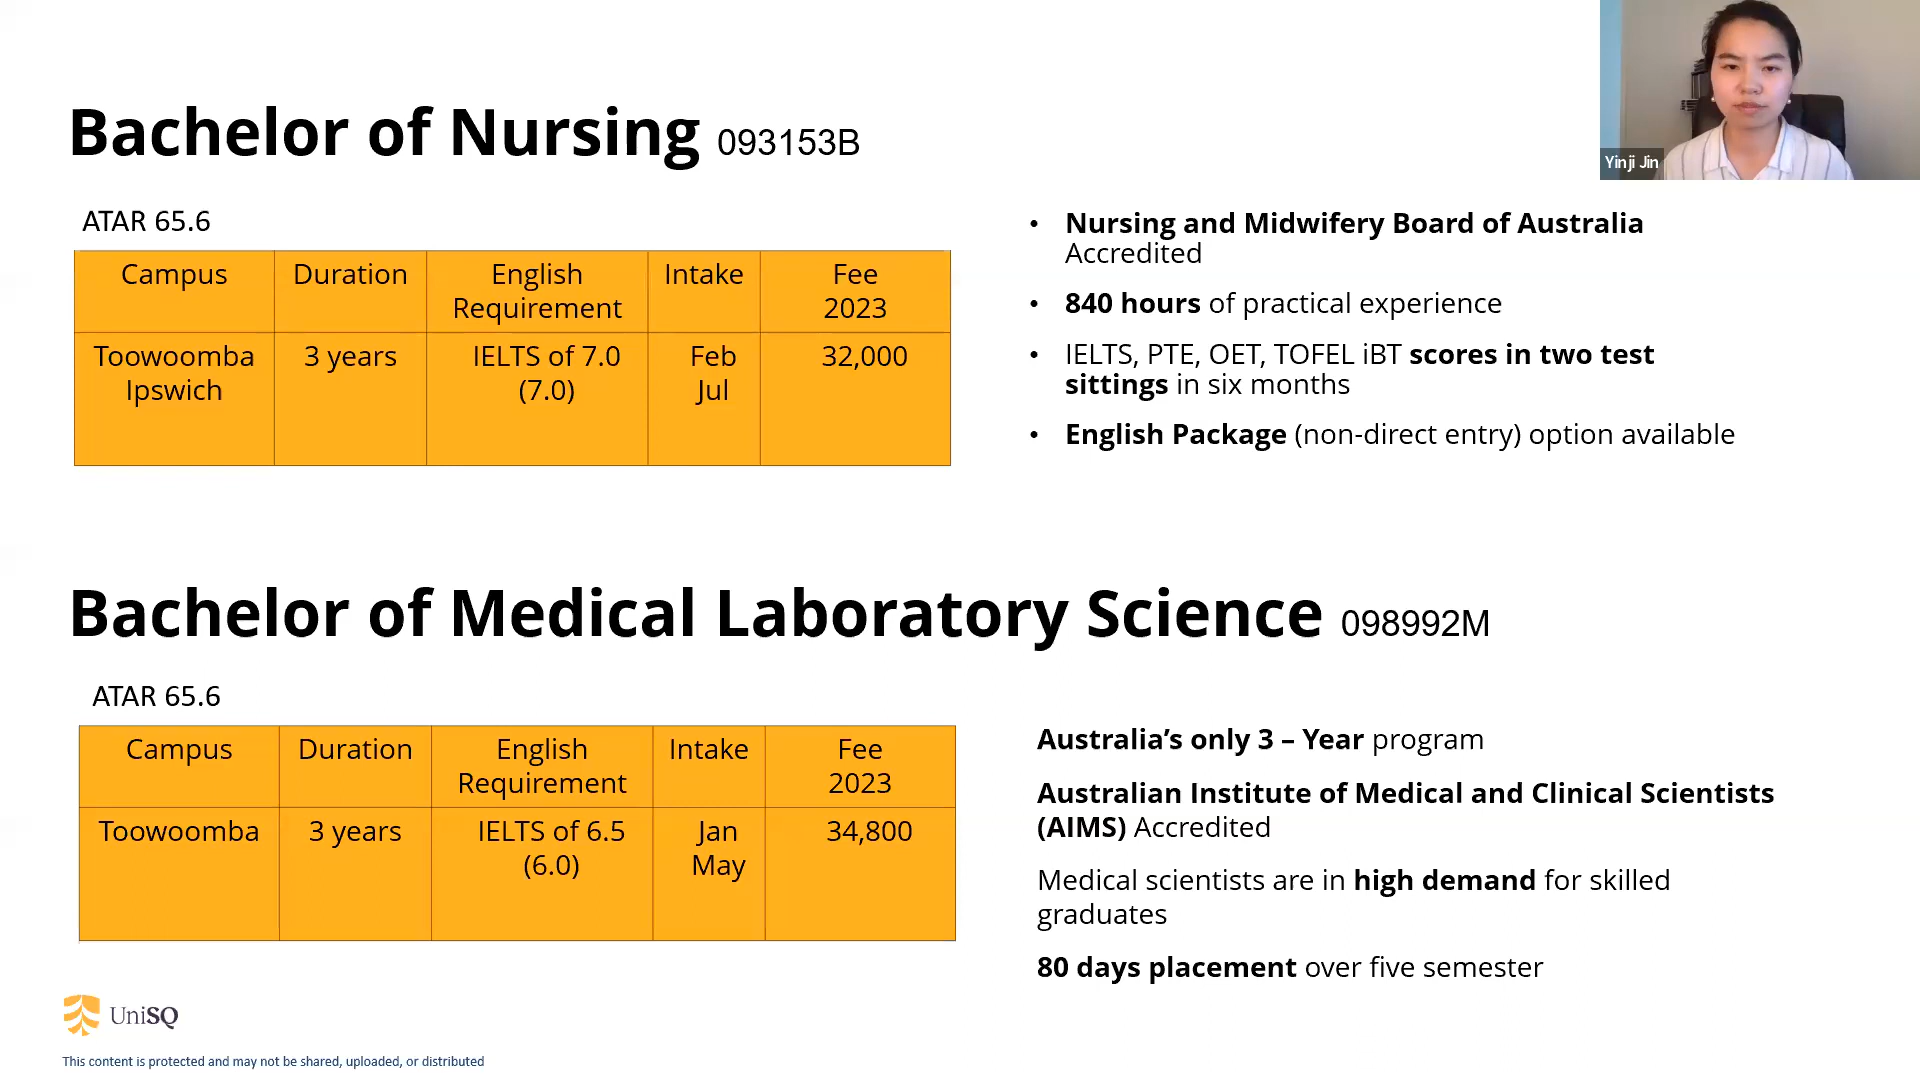 Yinji Jin
Bachelor of Nursing 093153B
ATAR 65.6
Campus Duration English Requirement Intake Fee 2023
Toowoomba Ipswich 3 years IELTS of 7.0 (7.0) Feb Jul 32,000
• Nursing and Midwifery Board of Australia
Accredited
• 840 hours of practical experience
• IELTS, PTE, OET, TOFEL iBT scores in two test
sittings in six months
• English Package (non-direct entry) option available
Bachelor of Medical Laboratory Science 098992M
ATAR 65.6
Campus Duration English Requirement Intake Fee 2023
Toowoomba 3 years IELTS of 6.5 (6.0) Jan May 34,800
Australia’s only 3 – Year program
Australian Institute of Medical and Clinical Scientists
(AIMS) Accredited
Medical scientists are in high demand for skilled
graduates
80 days placement over five semester
UniSQ
This content is protected and may not be shared, uploaded, or distributed